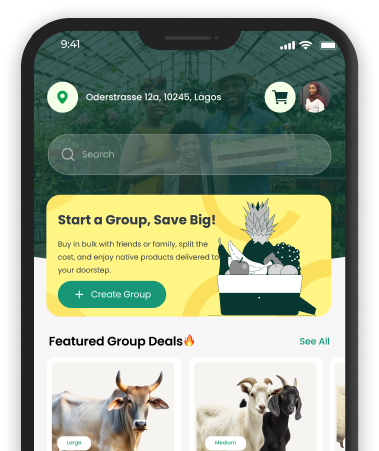 9:41
Oderstrasse 12a, 10245, Lagos
Search
Start a Group, Save Big!
Buy in bulk with friends or family, split the
cost, and enjoy native products delivered to
your doorstep.
+ Create Group
Featured Group Deals🔥
See All
Large
Medium